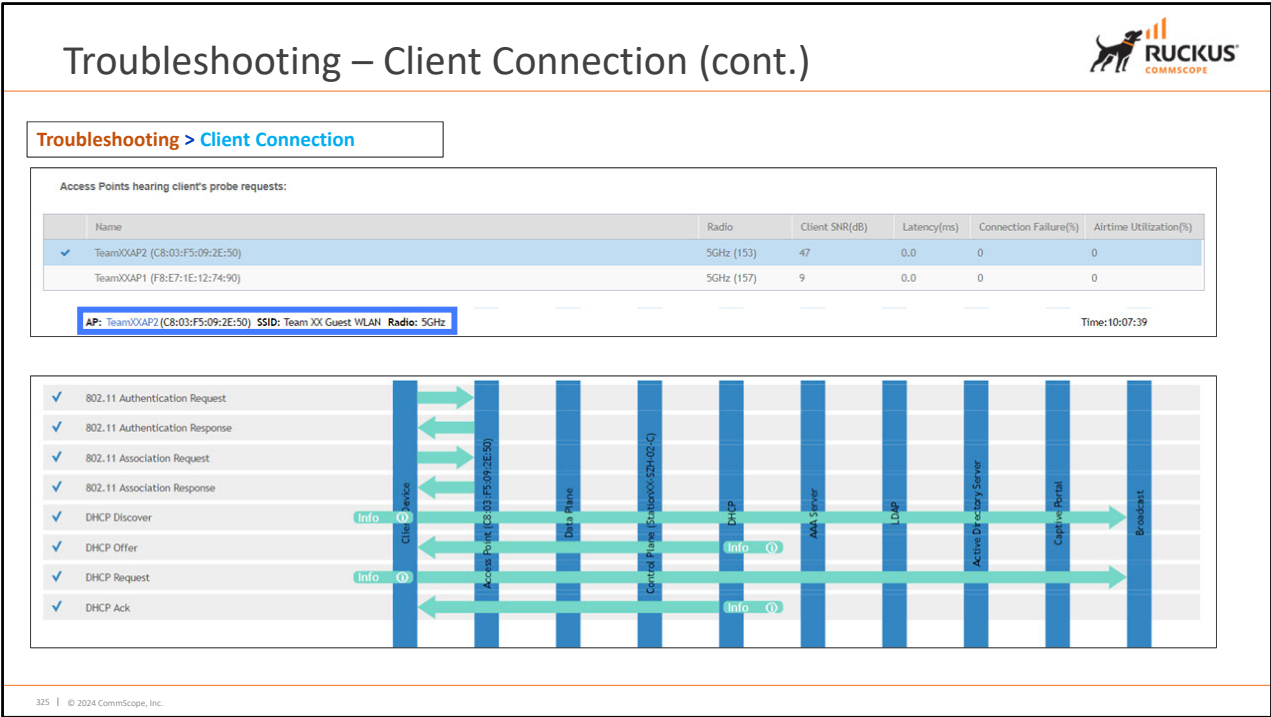 Troubleshooting – Client Connection (cont.)
RUCKUS
COMMSCOPE
Troubleshooting > Client Connection
Access Points hearing client's probe requests:
Name Radio Client SNR(dB) Latency(ms) Connection Failure(%) Airtime Utilization(%)
TeamXXAP2 (C8:03:F5:09:2E:50) 5GHz (153) 47 0.0 0 0
TeamXXAP1 (F8:E7:1E:12:74:90) 5GHz (157) 9 0.0 0 0
AP: TeamXXAP2 (C8:03:F5:09:2E:50) SSID: Team XX Guest WLAN Radio: 5GHz Time:10:07:39
802.11 Authentication Request
802.11 Authentication Response
802.11 Association Request
802.11 Association Response
DHCP Discover Info
DHCP Offer Info
DHCP Request Info
DHCP Ack Info
Client Device
Access Point (C8:03:F5:09:2E:50)
Data Plane
Control Plane (StationXX-SZH-02-C)
DHCP
AAA Server
LDAP
Active Directory Server
Captive Portal
Broadcast
325 | © 2024 CommScope, Inc.